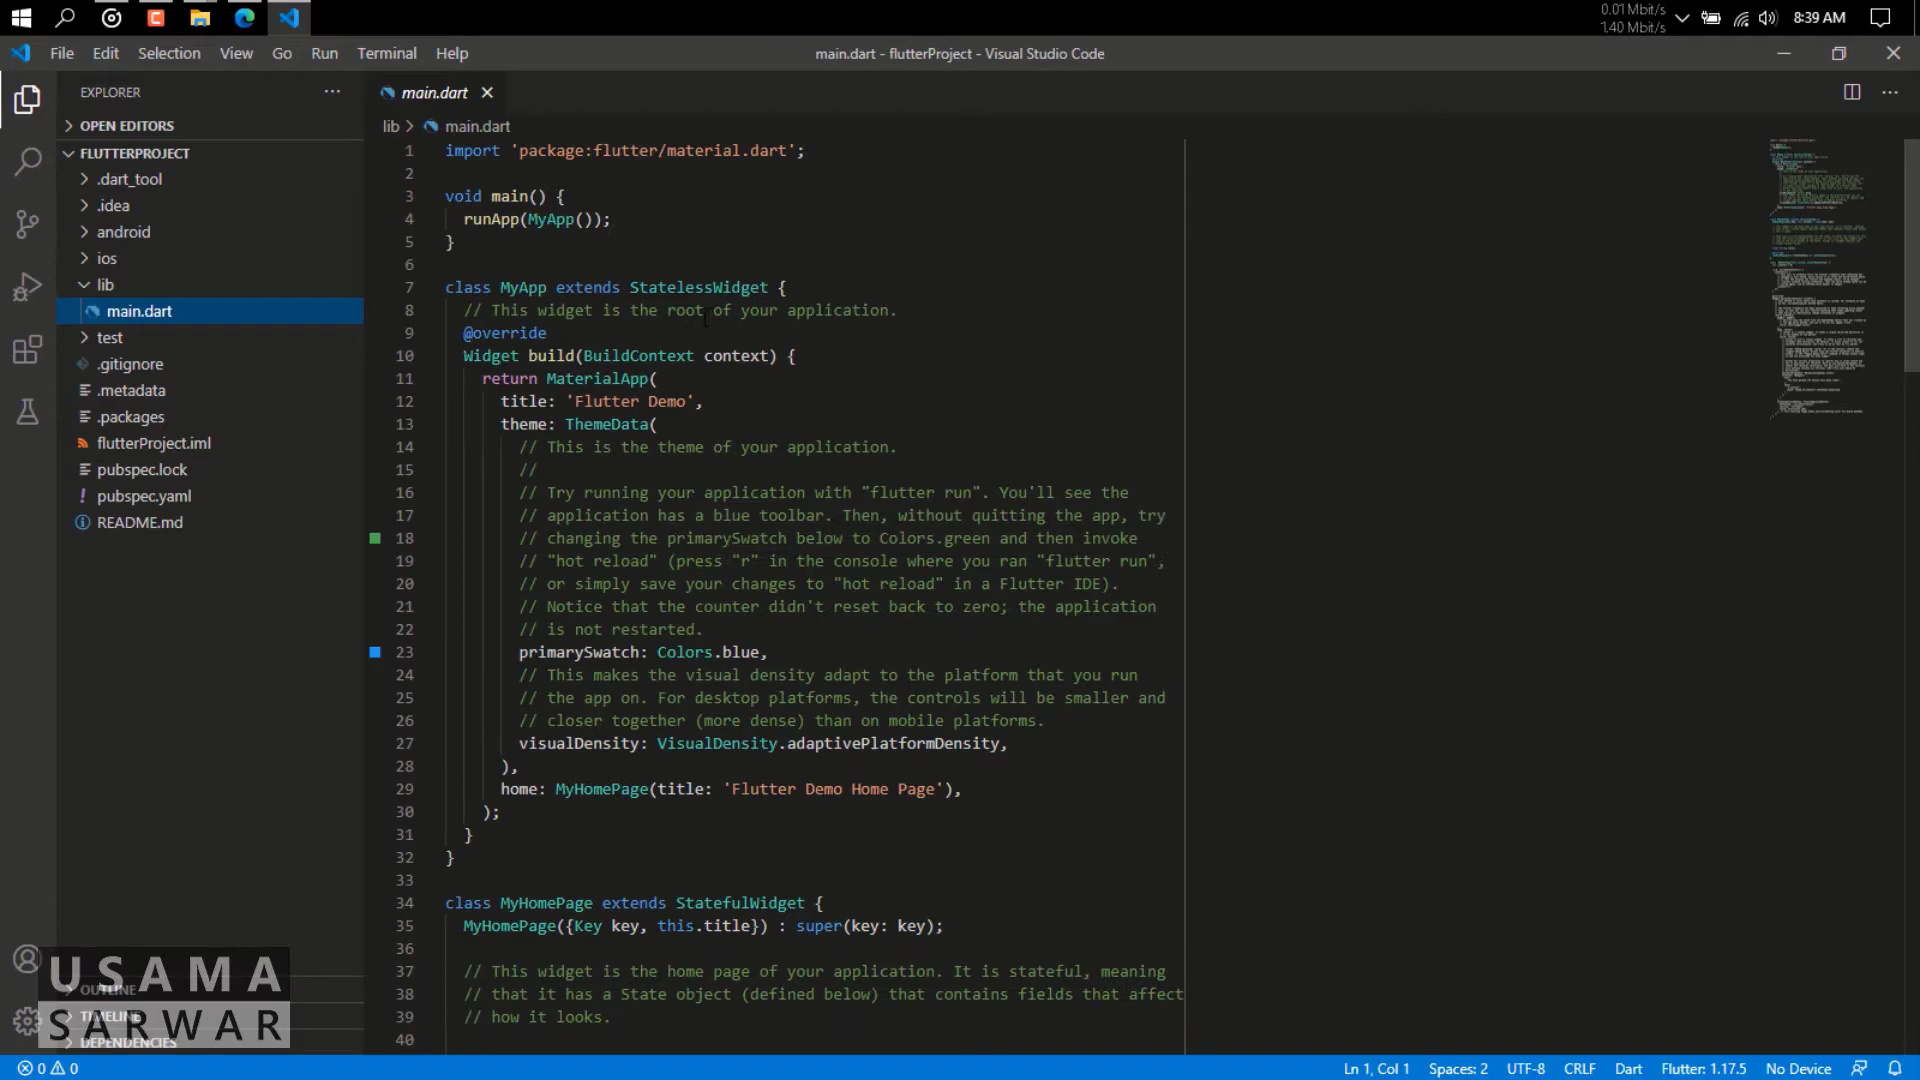 0.01 Mbit/s
1.40 Mbit/s
8:39 AM
File Edit Selection View Go Run Terminal Help
main.dart - flutterProject - Visual Studio Code
EXPLORER
OPEN EDITORS
FLUTTERPROJECT
.dart_tool
.idea
android
ios
lib
main.dart
test
.gitignore
.metadata
.packages
flutterProject.iml
pubspec.lock
pubspec.yaml
README.md
OUTLINE
TIMELINE
DEPENDENCIES
USAMA
SARWAR
main.dart
lib > main.dart
1 import 'package:flutter/material.dart';
2
3 void main() {
4 runApp(MyApp());
5 }
6
7 class MyApp extends StatelessWidget {
8 // This widget is the root of your application.
9 @override
10 Widget build(BuildContext context) {
11 return MaterialApp(
12 title: 'Flutter Demo',
13 theme: ThemeData(
14 // This is the theme of your application.
15 //
16 // Try running your application with "flutter run". You'll see the
17 // application has a blue toolbar. Then, without quitting the app, try
18 // changing the primarySwatch below to Colors.green and then invoke
19 // "hot reload" (press "r" in the console where you ran "flutter run",
20 // or simply save your changes to "hot reload" in a Flutter IDE).
21 // Notice that the counter didn't reset back to zero; the application
22 // is not restarted.
23 primarySwatch: Colors.blue,
24 // This makes the visual density adapt to the platform that you run
25 // the app on. For desktop platforms, the controls will be smaller and
26 // closer together (more dense) than on mobile platforms.
27 visualDensity: VisualDensity.adaptivePlatformDensity,
28 ),
29 home: MyHomePage(title: 'Flutter Demo Home Page'),
30 );
31 }
32 }
33
34 class MyHomePage extends StatefulWidget {
35 MyHomePage({Key key, this.title}) : super(key: key);
36
37 // This widget is the home page of your application. It is stateful, meaning
38 // that it has a State object (defined below) that contains fields that affect
39 // how it looks.
40
0 0 Ln 1, Col 1 Spaces: 2 UTF-8 CRLF Dart Flutter: 1.17.5 No Device